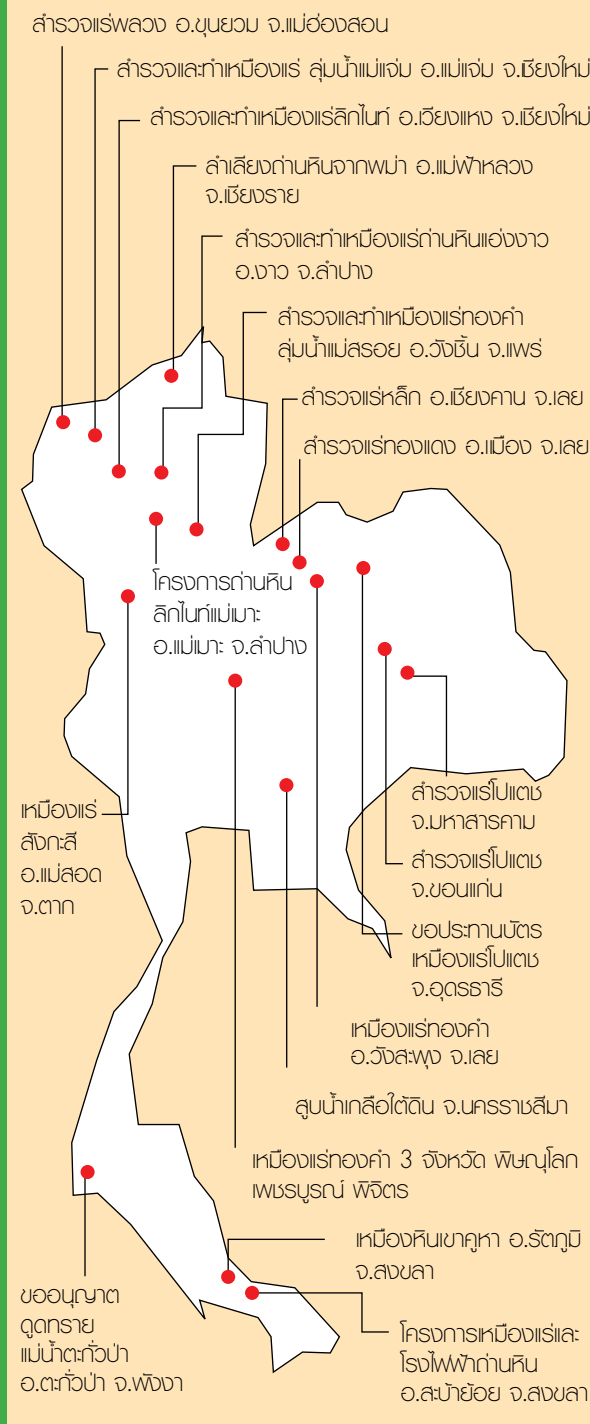 สำรวจแร่พลวง อ.ขุนยวม จ.แม่ฮ่องสอน
สำรวจและทำเหมืองแร่ ลุ่มน้ำแม่แจ่ม อ.แม่แจ่ม จ.เชียงใหม่
สำรวจและทำเหมืองแร่ลิกไนท์ อ.เวียงแหง จ.เชียงใหม่
ลำเลียงถ่านหินจากพม่า อ.แม่ฟ้าหลวง
จ.เชียงราย
สำรวจและทำเหมืองแร่ถ่านหินแอ่งงาว
อ.งาว จ.ลำปาง
สำรวจและทำเหมืองแร่ทองคำ
ลุ่มน้ำแม่สรอย อ.วังชิ้น จ.แพร่
สำรวจแร่หล็ก อ.เชียงคาน จ.เลย
สำรวจแร่ทองแดง อ.เมือง จ.เลย
โครงการถ่านหิน
ลิกไนท์แม่เมาะ
อ.แม่เมาะ จ.ลำปาง
เหมืองแร่
สังกะสี
อ.แม่สอด
จ.ตาก
สำรวจแร่โปแตช
จ.มหาสารคาม
สำรวจแร่โปแตช
จ.ขอนแก่น
ขอประทานบัตร
เหมืองแร่โปแตช
จ.อุดรธารี
เหมืองแร่ทองคำ
อ.วังสะพุง จ.เลย
สูบน้ำเกลือใต้ดิน จ.นครราชสีมา
เหมืองแร่ทองคำ 3 จังหวัด พิษณุโลก
เพชรบูรณ์ พิจิตร
เหมืองหินเขาคูหา อ.รัตภูมิ
จ.สงขลา
ขออนุญาต
ดูดทราย
แม่น้ำตะกั่วป่า
อ.ตะกั่วป่า จ.พังงา
โครงการเหมืองแร่และ
โรงไฟฟ้าถ่านหิน
อ.สะบ้าย้อย จ.สงขลา